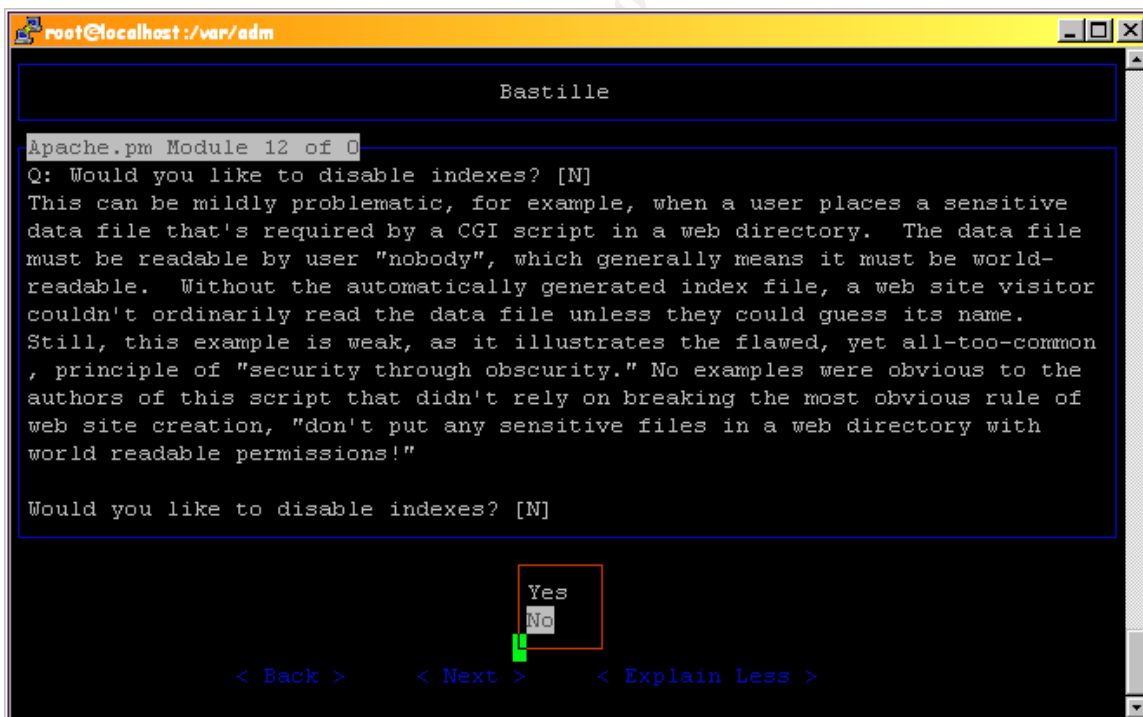 root@localhost:/var/adm
Bastille
Apache.pm Module 12 of O
Q: Would you like to disable indexes? [N]
This can be mildly problematic, for example, when a user places a sensitive
data file that's required by a CGI script in a web directory.  The data file
must be readable by user "nobody", which generally means it must be world-
readable.  Without the automatically generated index file, a web site visitor
couldn't ordinarily read the data file unless they could guess its name.
Still, this example is weak, as it illustrates the flawed, yet all-too-common
, principle of "security through obscurity." No examples were obvious to the
authors of this script that didn't rely on breaking the most obvious rule of
web site creation, "don't put any sensitive files in a web directory with
world readable permissions!"
Would you like to disable indexes? [N]
Yes
No
< Back > < Next > < Explain Less >